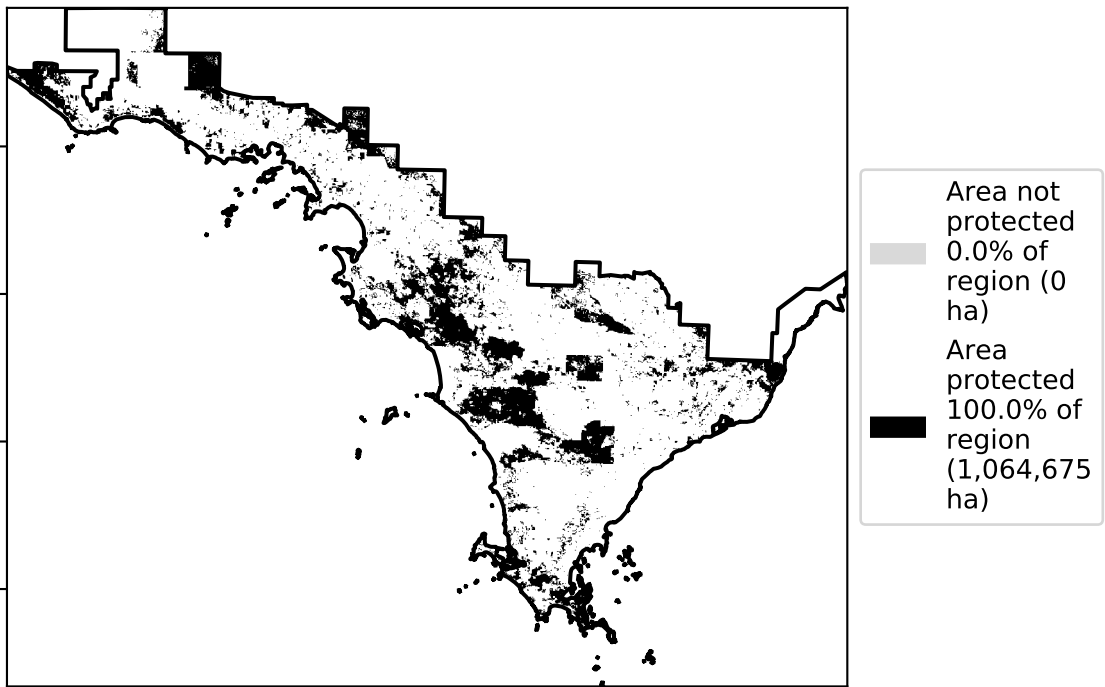 Area not
protected
0.0% of
region (0
ha)
Area
protected
100.0% of
region
(1,064,675
ha)